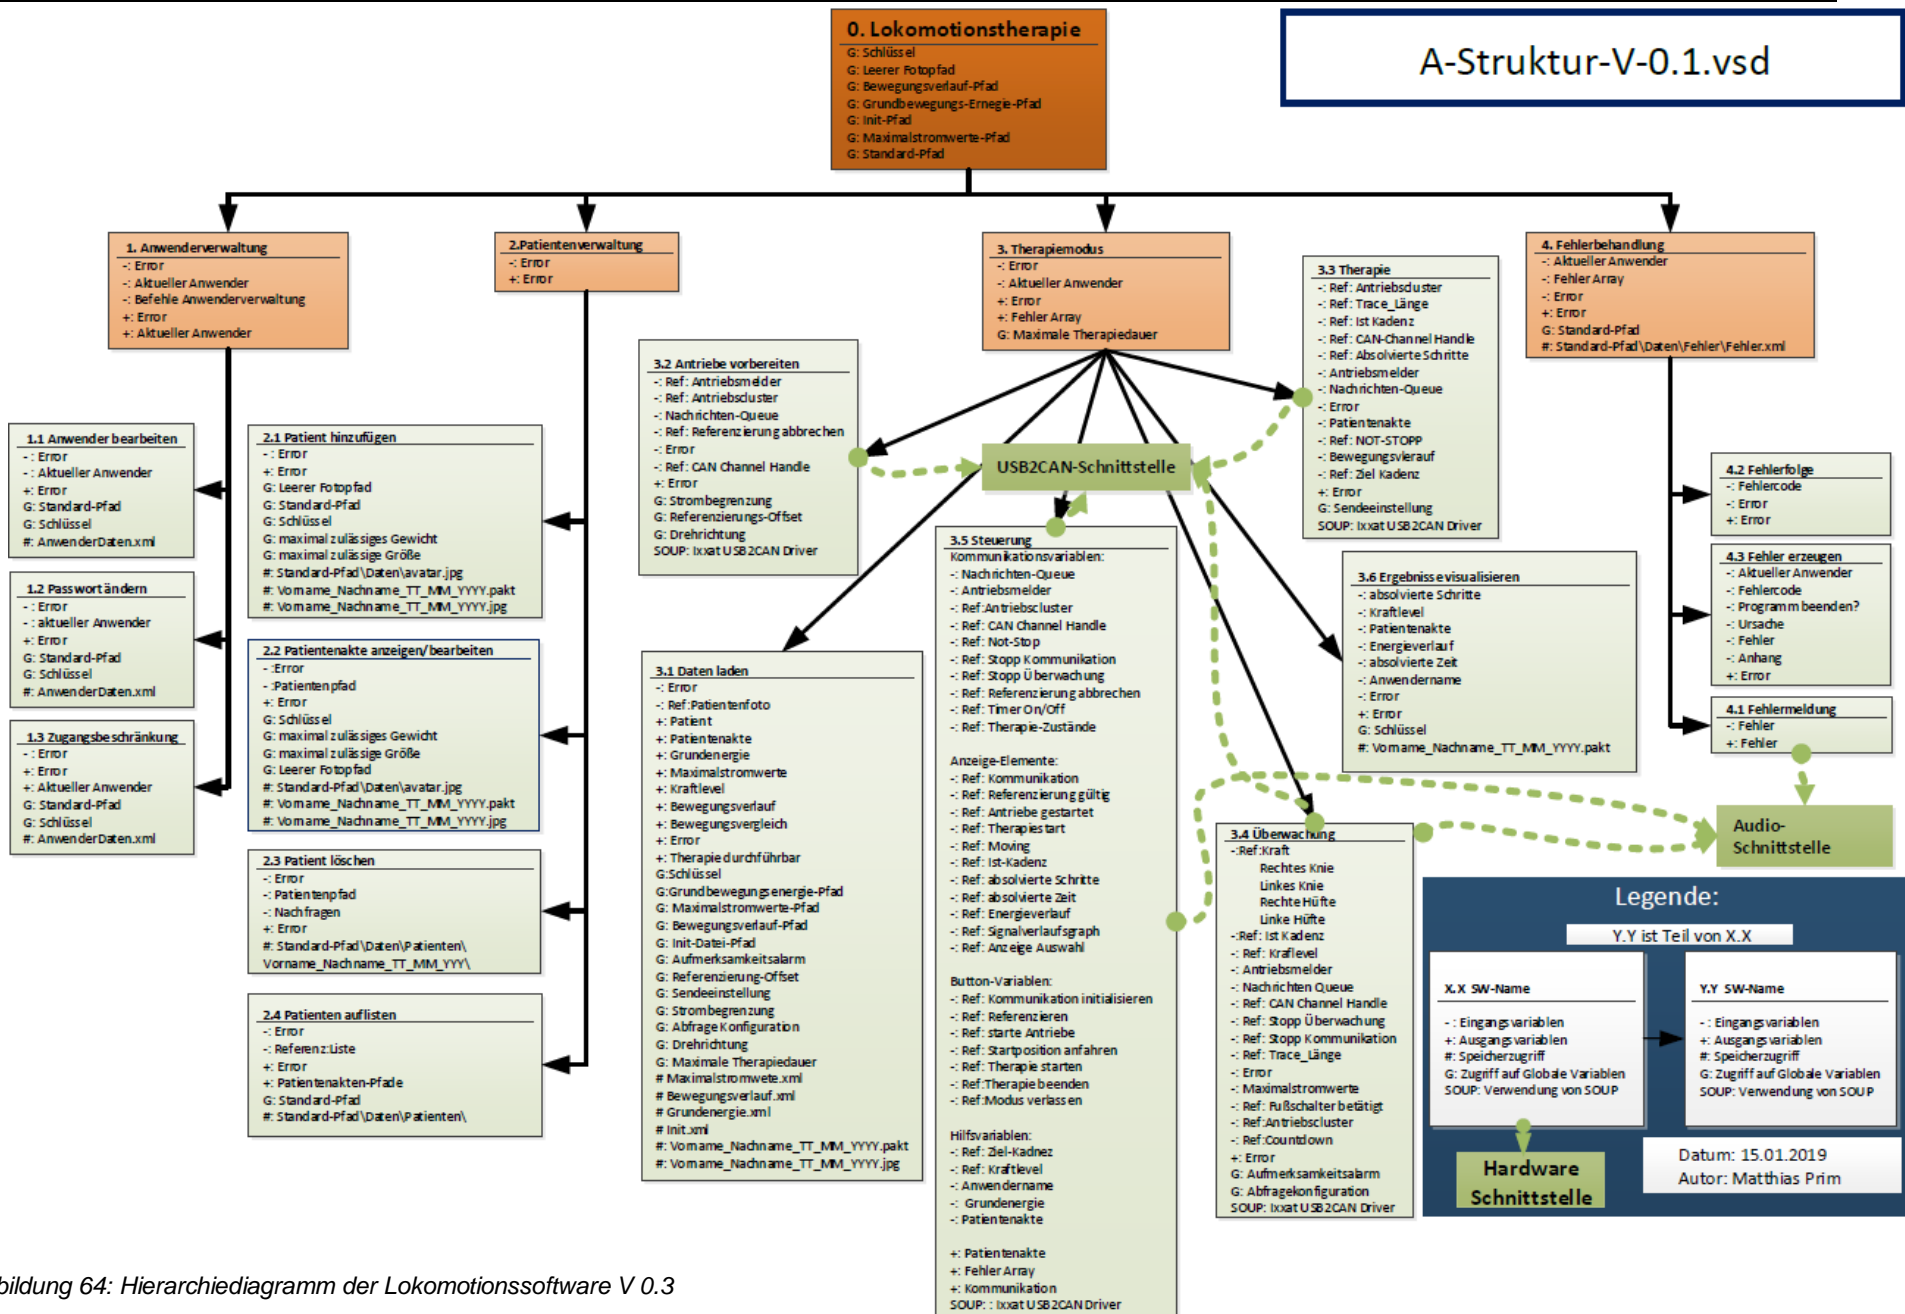 0. Lokomotionstherapie
G: Schlüssel
G: Leerer Fotopfad
G: Bewegungsverlauf-Pfad
G: Grundbewegungs-Ernegie-Pfad
G: Init-Pfad
G: Maximalstromwerte-Pfad
G: Standard-Pfad
A-Struktur-V-0.1.vsd
1. Anwenderverwaltung
-: Error
-: Aktueller Anwender
-: Befehle Anwenderverwaltung
+: Error
+: Aktueller Anwender
2.Patientenverwaltung
-: Error
+: Error
3. Therapiemodus
-: Error
-: Aktueller Anwender
+: Error
+: Fehler Array
G: Maximale Therapiedauer
4. Fehlerbehandlung
-: Aktueller Anwender
-: Fehler Array
-: Error
+: Error
G: Standard-Pfad
#: Standard-Pfad\Daten\Fehler\Fehler.xml
1.1 Anwender bearbeiten
- : Error
- : Aktueller Anwender
+: Error
G: Standard-Pfad
G: Schlüssel
#: AnwenderDaten.xml
1.2 Passwort ändern
- : Error
- : aktueller Anwender
+: Error
G: Standard-Pfad
G: Schlüssel
#: AnwenderDaten.xml
1.3 Zugangsbeschränkung
- : Error
+: Error
+: Aktueller Anwender
G: Standard-Pfad
G: Schlüssel
#: AnwenderDaten.xml
2.1 Patient hinzufügen
- : Error
+: Error
G: Leerer Fotopfad
G: Standard-Pfad
G: Schlüssel
G: maximal zulässiges Gewicht
G: maximal zulässige Größe
#: Standard-Pfad\Daten\avatar.jpg
#: Vorname_Nachname_TT_MM_YYYY.pakt
#: Vorname_Nachname_TT_MM_YYYY.jpg
2.2 Patientenakte anzeigen/bearbeiten
- :Error
- :Patientenpfad
+: Error
G: Schlüssel
G: maximal zulässiges Gewicht
G: maximal zulässige Größe
G: Leerer Fotopfad
#: Standard-Pfad\Daten\avatar.jpg
#: Vorname_Nachname_TT_MM_YYYY.pakt
#: Vorname_Nachname_TT_MM_YYYY.jpg
2.3 Patient löschen
-: Error
-: Patientenpfad
-: Nachfragen
+: Error
#: Standard-Pfad\Daten\Patienten\
Vorname_Nachname_TT_MM_YYY\
2.4 Patienten auflisten
-: Error
-: Referenz:Liste
+: Error
+: Patientenakten-Pfade
G: Standard-Pfad
#: Standard-Pfad\Daten\Patienten\
3.2 Antriebe vorbereiten
-: Ref: Antriebsmelder
-: Ref: Antriebscluster
-: Nachrichten-Queue
-: Ref: Referenzierung abbrechen
-: Error
-: Ref: CAN Channel Handle
+: Error
G: Strombegrenzung
G: Referenzierungs-Offset
G: Drehrichtung
SOUP: Ixxat USB2CAN Driver
3.1 Daten laden
-: Error
-: Ref:Patientenfoto
+: Patient
+: Patientenakte
+: Grundenergie
+: Maximalstromwerte
+: Kraftlevel
+: Bewegungsverlauf
+: Bewegungsvergleich
+: Error
+: Therapie durchführbar
G:Schlüssel
G:Grundbewegungsenergie-Pfad
G: Maximalstromwerte-Pfad
G: Bewegungsverlauf-Pfad
G: Init-Datei-Pfad
G: Aufmerksamkeitsalarm
G: Referenzierung-Offset
G: Sendeeinstellung
G: Strombegrenzung
G: Abfrage Konfiguration
G: Drehrichtung
G: Maximale Therapiedauer
# Maximalstromwete.xml
# Bewegungsverlauf.xml
# Grundenergie.xml
# Init.xml
#: Vorname_Nachname_TT_MM_YYYY.pakt
#: Vorname_Nachname_TT_MM_YYYY.jpg
USB2CAN-Schnittstelle
3.5 Steuerung
Kommunikationsvariablen:
-: Nachrichten-Queue
-: Antriebsmelder
-: Ref:Antriebscluster
-: Ref: CAN Channel Handle
-: Ref: Not-Stop
-: Ref: Stopp Kommunikation
-: Ref: Stopp Überwachung
-: Ref: Referenzierung abbrechen
-: Ref: Timer On/Off
-: Ref: Therapie-Zustände
Anzeige-Elemente:
-: Ref: Kommunikation
-: Ref: Referenzierung gültig
-: Ref: Antriebe gestartet
-: Ref: Therapiestart
-: Ref: Moving
-: Ref: Ist-Kadenz
-: Ref: absolvierte Schritte
-: Ref: absolvierte Zeit
-: Ref: Energieverlauf
-: Ref: Signalverlaufsgraph
-: Ref: Anzeige Auswahl
Button-Variablen:
-: Ref: Kommunikation initialisieren
-: Ref: Referenzieren
-: Ref: starte Antriebe
-: Ref: Startposition anfahren
-: Ref: Therapie starten
-: Ref:Therapie beenden
-: Ref:Modus verlassen
Hilfsvariablen:
-: Ref: Ziel-Kadnez
-: Ref: Kraftlevel
-: Anwendername
-: Grundenergie
-: Patientenakte
+: Patientenakte
+: Fehler Array
+: Kommunikation
SOUP: : Ixxat USB2CAN Driver
3.3 Therapie
-: Ref: Antriebsduster
-: Ref: Trace_Länge
-: Ref: Ist Kadenz
-: Ref: CAN-Channel Handle
-: Ref: Absolvierte Schritte
-: Antriebsmelder
-: Nachrichten-Queue
-: Error
-: Patientenakte
-: Ref: NOT-STOPP
-: Bewegungsvlerauf
-: Ref: Ziel Kadenz
+: Error
G: Sendeeinstellung
SOUP: Ixxat USB2CAN Driver
3.6 Ergebnisse visualisieren
-: absolvierte Schritte
-: Kraftlevel
-: Patientenakte
-: Energieverlauf
-: absolvierte Zeit
-: Anwendername
-: Error
+: Error
G: Schlüssel
#: Vorname_Nachname_TT_MM_YYYY.pakt
3.4 Überwachung
-:Ref:Kraft
Rechtes Knie
Linkes Knie
Rechte Hüfte
Linke Hüfte
-:Ref: Ist Kadenz
-: Ref: Kraflevel
-: Antriebsmelder
-: Nachrichten Queue
-: Ref: CAN Channel Handle
-: Ref: Stopp Überwachung
-: Ref: Stopp Kommunikation
-: Ref: Trace_Länge
-: Error
-: Maximalstromwerte
-: Ref: Fußschalter betätigt
-: Ref:Antriebscluster
-: Ref:Countdown
+: Error
G: Aufmerksamkeitsalarm
G: Abfragekonfiguration
SOUP: Ixxat USB2CAN Driver
4.2 Fehlerfolge
-: Fehlercode
-: Error
+: Error
4.3 Fehler erzeugen
-: Aktueller Anwender
-: Fehlercode
-: Programm beenden?
-: Ursache
-: Fehler
-: Anhang
+: Error
4.1 Fehlermeldung
-: Fehler
+: Fehler
Audio-
Schnittstelle
Legende:
Y.Y ist Teil von X.X
X.X SW-Name
- : Eingangsvariablen
+: Ausgangsvariablen
#: Speicherzugriff
G: Zugriff auf Globale Variablen
SOUP: Verwendung von SOUP
Y.Y SW-Name
- : Eingangsvariablen
+: Ausgangsvariablen
#: Speicherzugriff
G: Zugriff auf Globale Variablen
SOUP: Verwendung von SOUP
Hardware
Schnittstelle
Datum: 15.01.2019
Autor: Matthias Prim
bildung 64: Hierarchiediagramm der Lokomotionssoftware V 0.3